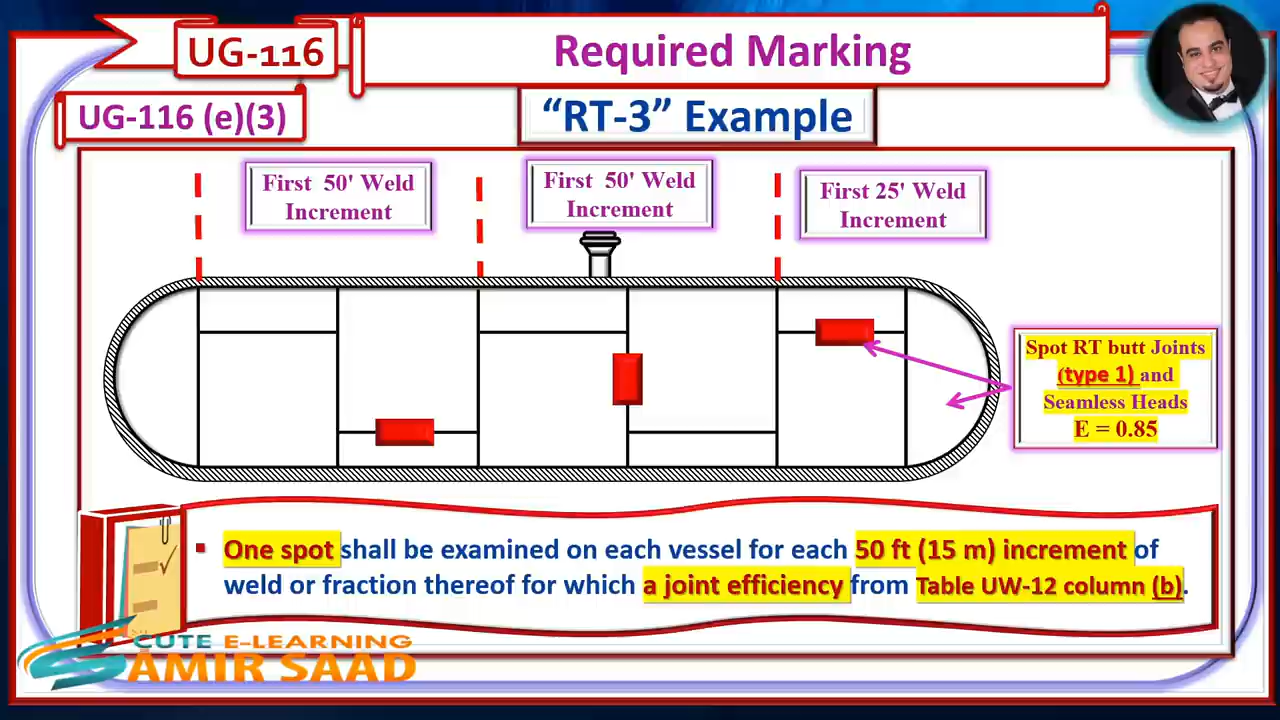 UG-116
Required Marking
UG-116 (e)(3)
“RT-3” Example
First 50' Weld
Increment
First 50' Weld
Increment
First 25' Weld
Increment
Spot RT butt Joints
(type 1) and
Seamless Heads
E = 0.85
▪ One spot shall be examined on each vessel for each 50 ft (15 m) increment of
weld or fraction thereof for which a joint efficiency from Table UW-12 column (b).
CUTE E-LEARNING
AMIR SAAD